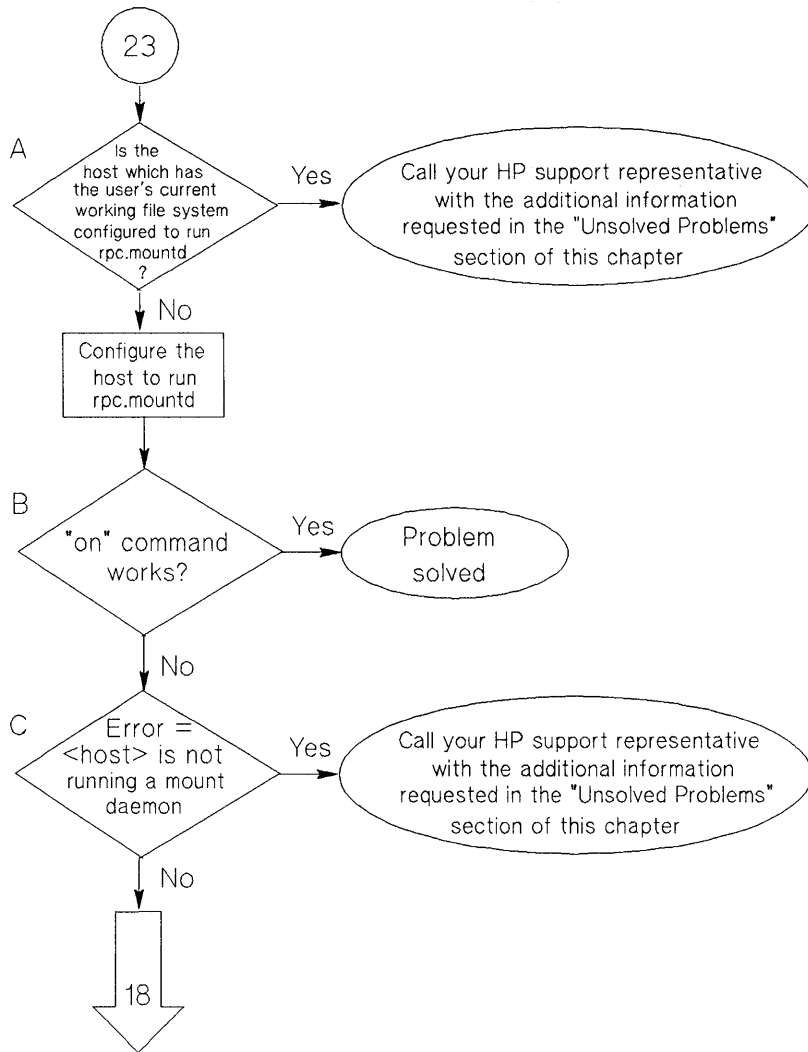 23
A
Is the
host which has
the user's current
working file system
configured to run
rpc.mountd
?
Yes
Call your HP support representative
with the additional information
requested in the "Unsolved Problems"
section of this chapter
No
Configure the
host to run
rpc.mountd
B
"on" command
works?
Yes
Problem
solved
No
C
Error =
<host> is not
running a mount
daemon
Yes
Call your HP support representative
with the additional information
requested in the "Unsolved Problems"
section of this chapter
No
18